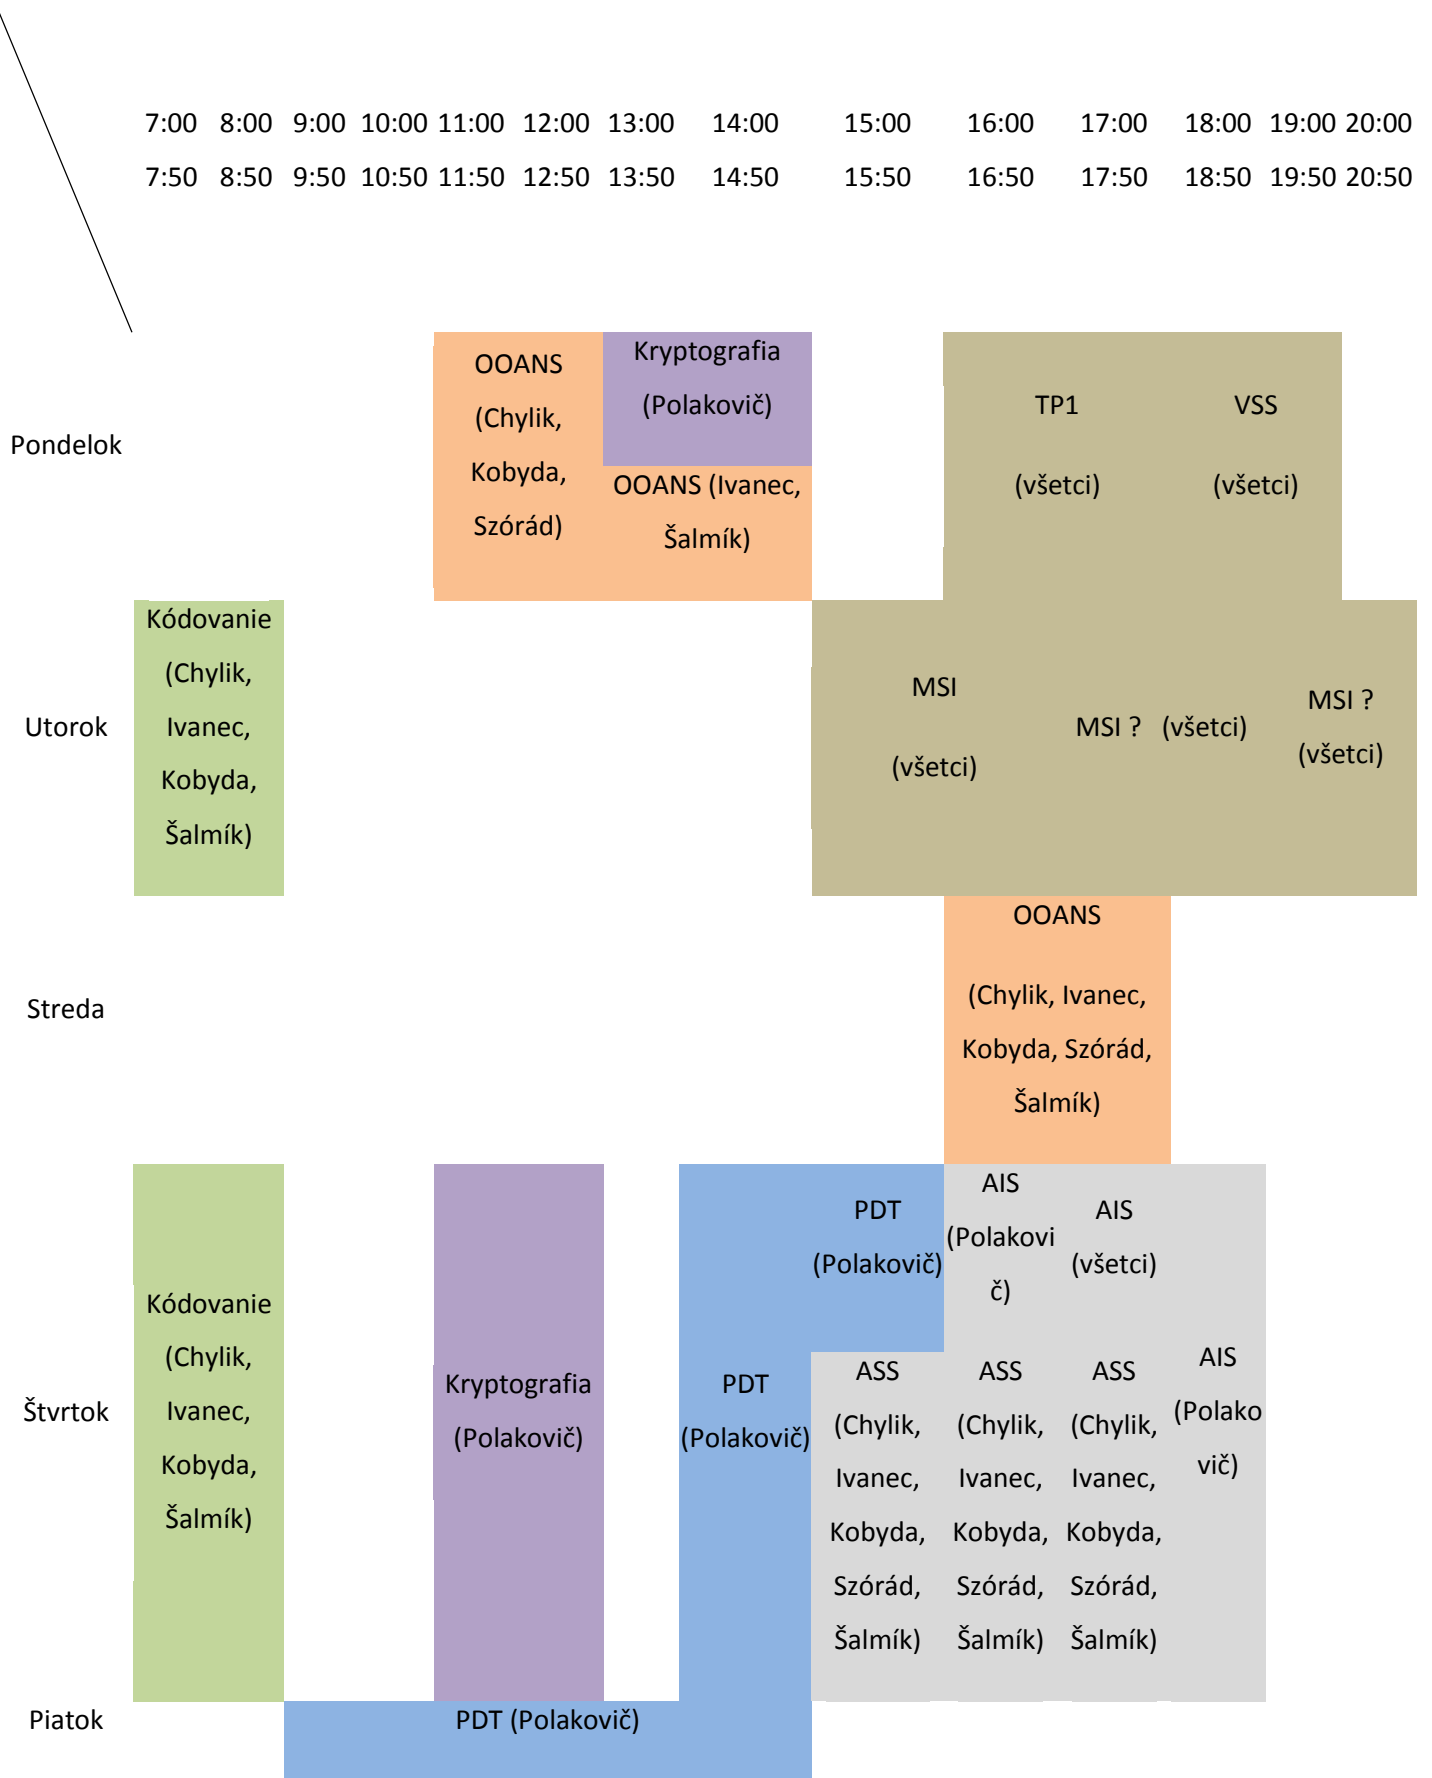 7:00 8:00 9:00 10:00 11:00 12:00 13:00 14:00 15:00 16:00 17:00 18:00 19:00 20:00
7:50 8:50 9:50 10:50 11:50 12:50 13:50 14:50 15:50 16:50 17:50 18:50 19:50 20:50
Pondelok
OOANS
(Chylik,
Kobyda,
Szórád)
Kryptografia
(Polakovič)
OOANS (Ivanec,
Šalmík)
TP1
(všetci)
VSS
(všetci)
Utorok
Kódovanie
(Chylik,
Ivanec,
Kobyda,
Šalmík)
MSI
(všetci)
MSI ? (všetci)
MSI ?
(všetci)
Streda
OOANS
(Chylik, Ivanec,
Kobyda, Szórád,
Šalmík)
Štvrtok
Kódovanie
(Chylik,
Ivanec,
Kobyda,
Šalmík)
Kryptografia
(Polakovič)
PDT
(Polakovič)
PDT
(Polakovič)
AIS
(Polakovi
č)
AIS
(všetci)
ASS
(Chylik,
Ivanec,
Kobyda,
Szórád,
Šalmík)
ASS
(Chylik,
Ivanec,
Kobyda,
Szórád,
Šalmík)
ASS
(Chylik,
Ivanec,
Kobyda,
Szórád,
Šalmík)
AIS
(Polako
vič)
Piatok
PDT (Polakovič)